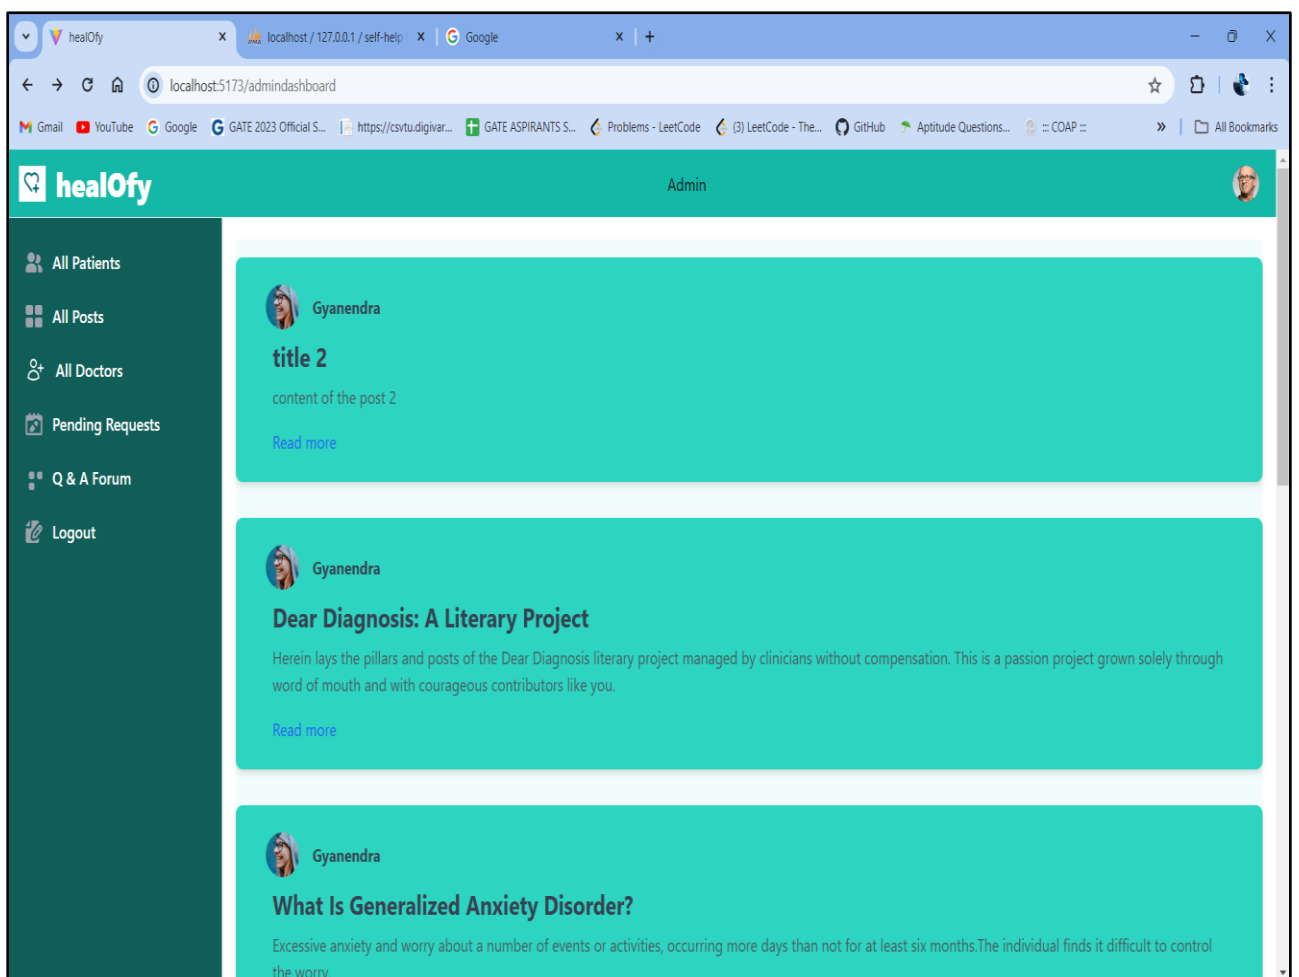 healOfy
localhost / 127.0.0.1 / self-help
Google
localhost:5173/admindashboard
Gmail YouTube Google GATE 2023 Official S... https://csvtu.digivar... GATE ASPIRANTS S... Problems - LeetCode (3) LeetCode - The... GitHub Aptitude Questions... ::: COAP ::: » All Bookmarks
healOfy
Admin
All Patients
All Posts
All Doctors
Pending Requests
Q & A Forum
Logout
Gyanendra
title 2
content of the post 2
Read more
Gyanendra
Dear Diagnosis: A Literary Project
Herein lays the pillars and posts of the Dear Diagnosis literary project managed by clinicians without compensation. This is a passion project grown solely through
word of mouth and with courageous contributors like you.
Read more
Gyanendra
What Is Generalized Anxiety Disorder?
Excessive anxiety and worry about a number of events or activities, occurring more days than not for at least six months.The individual finds it difficult to control
the worry